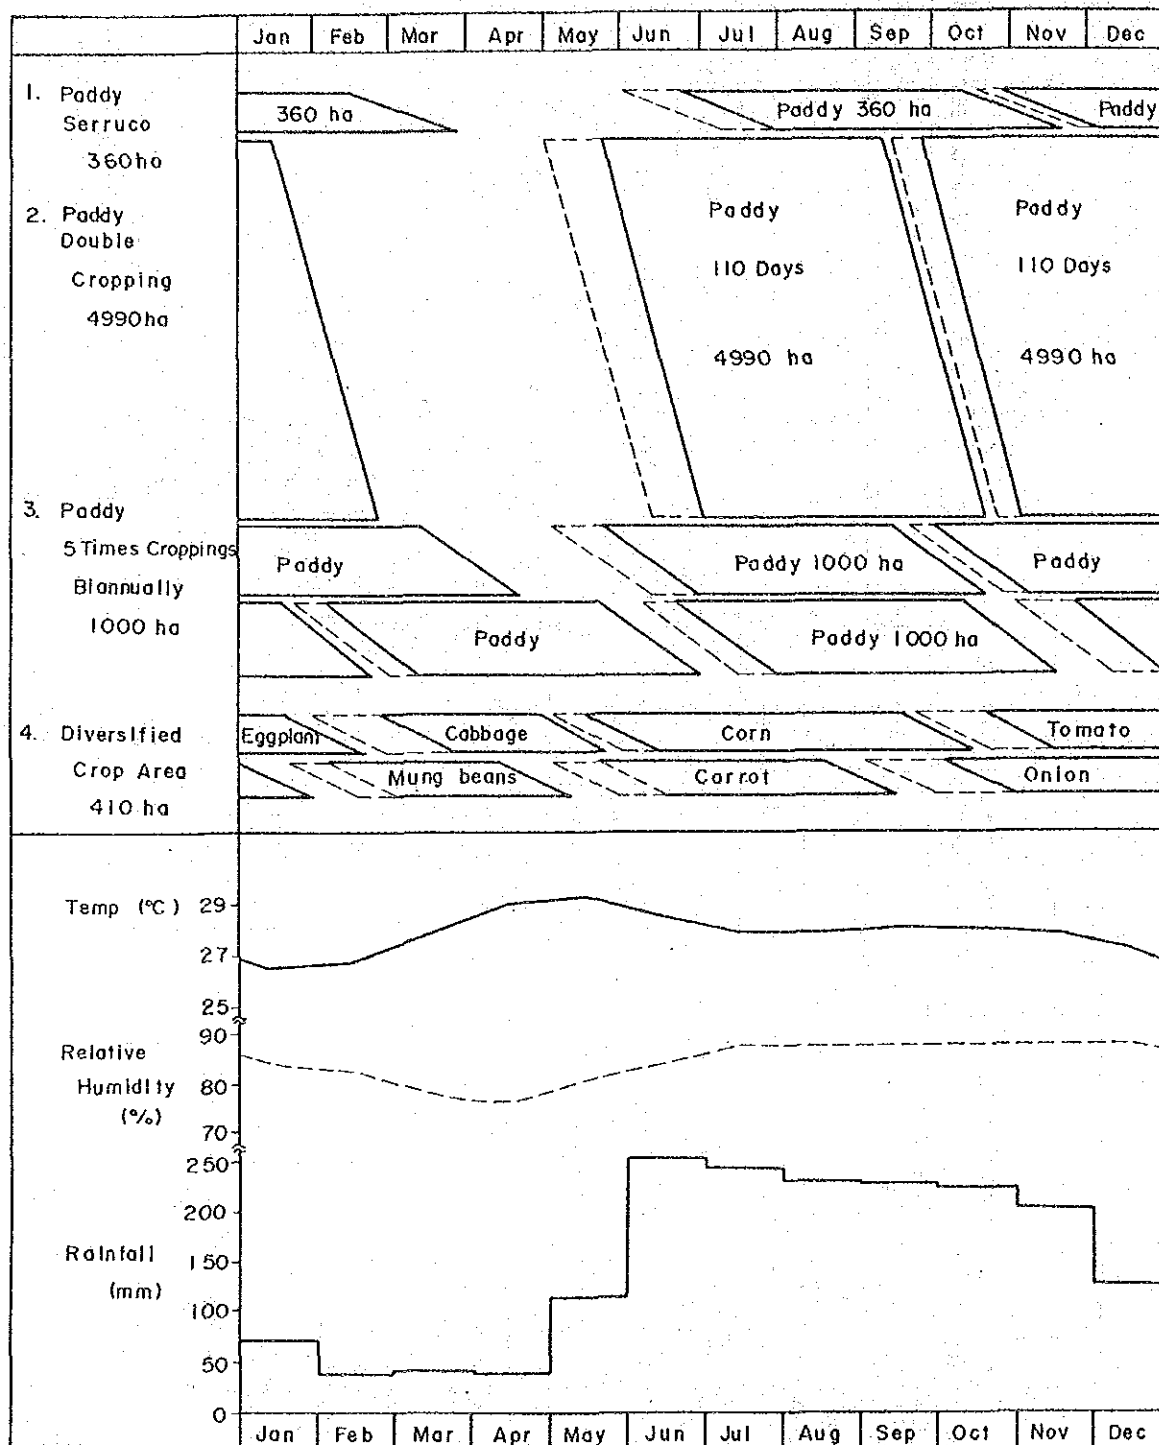 Jan Feb Mar Apr May Jun Jul Aug Sep Oct Nov Dec
1. Paddy
Serruco
360ha
360 ha
Paddy 360 ha
Paddy
2. Paddy
Double
Cropping
4990ha
Paddy
110 Days
4990 ha
Paddy
110 Days
4990 ha
3. Paddy
5 Times Croppings
Biannually
1000 ha
Paddy
Paddy 1000 ha
Paddy
Paddy
Paddy 1000 ha
4. Diversified
Crop Area
410 ha
Eggplant
Cabbage
Corn
Tomato
Mung beans
Carrot
Onion
Temp (°C)
29
27
25
Relative
Humidity
(%)
90
80
70
Rainfall
(mm)
250
200
150
100
50
0
Jan Feb Mar Apr May Jun Jul Aug Sep Oct Nov Dec